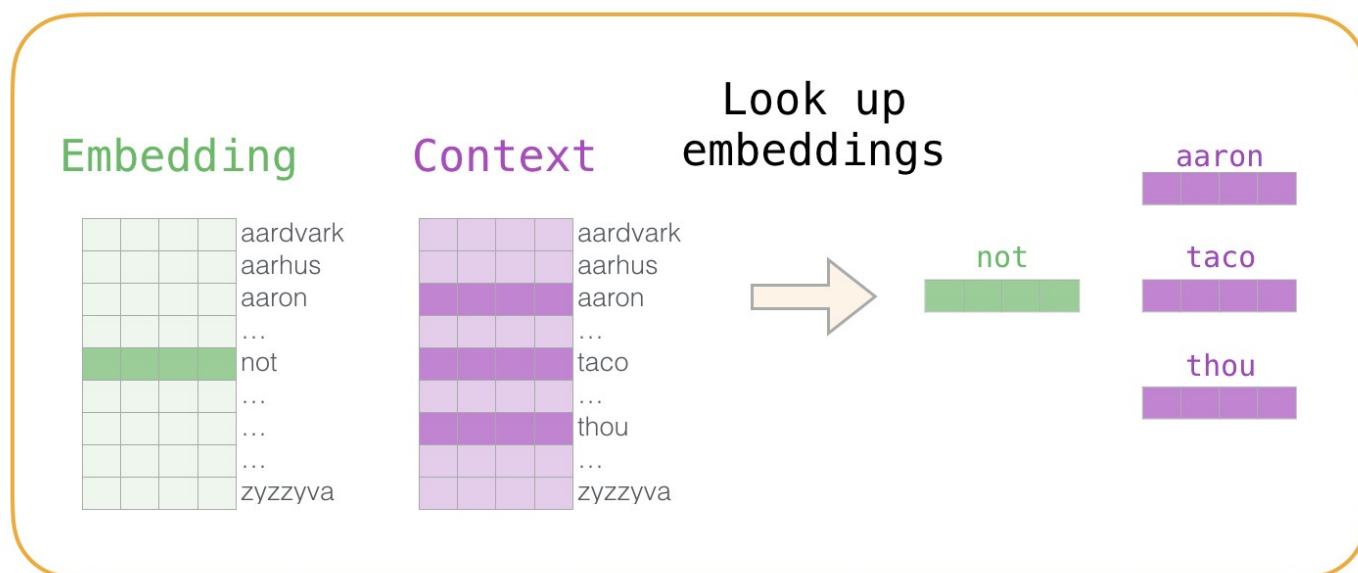 Embedding
aardvark
aarhus
aaron
...
not
...
...
...
zyzzyva
Context
aardvark
aarhus
aaron
...
taco
...
thou
...
zyzzyva
Look up
embeddings
not
aaron
taco
thou